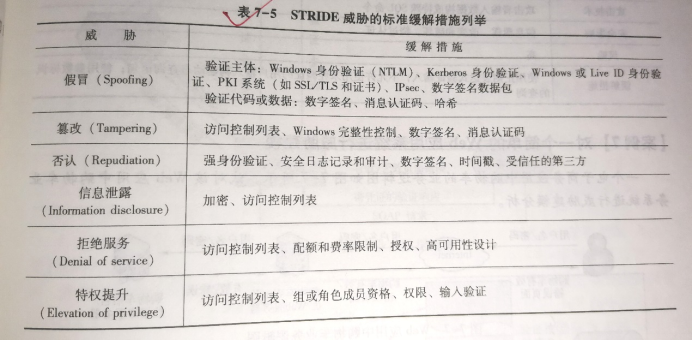 表7-5 STRIDE 威胁的标准缓解措施列举
威 胁
缓 解 措 施
假冒 (Spoofing)
验证主体：Windows 身份验证 (NTLM)、Kerberos 身份验证、Windows 或 Live ID 身份验
证、PKI 系统 (如 SSL/TLS 和证书)、IPsec、数字签名数据包
验证代码或数据：数字签名、消息认证码、哈希
篡改 (Tampering)
访问控制列表、Windows 完整性控制、数字签名、消息认证码
否认 (Repudiation)
强身份验证、安全日志记录和审计、数字签名、时间戳、受信任的第三方
信息泄露
(Information disclosure)
加密、访问控制列表
拒绝服务
(Denial of service)
访问控制列表、配额和费率限制、授权、高可用性设计
特权提升
(Elevation of privilege)
访问控制列表、组或角色成员资格、权限、输入验证